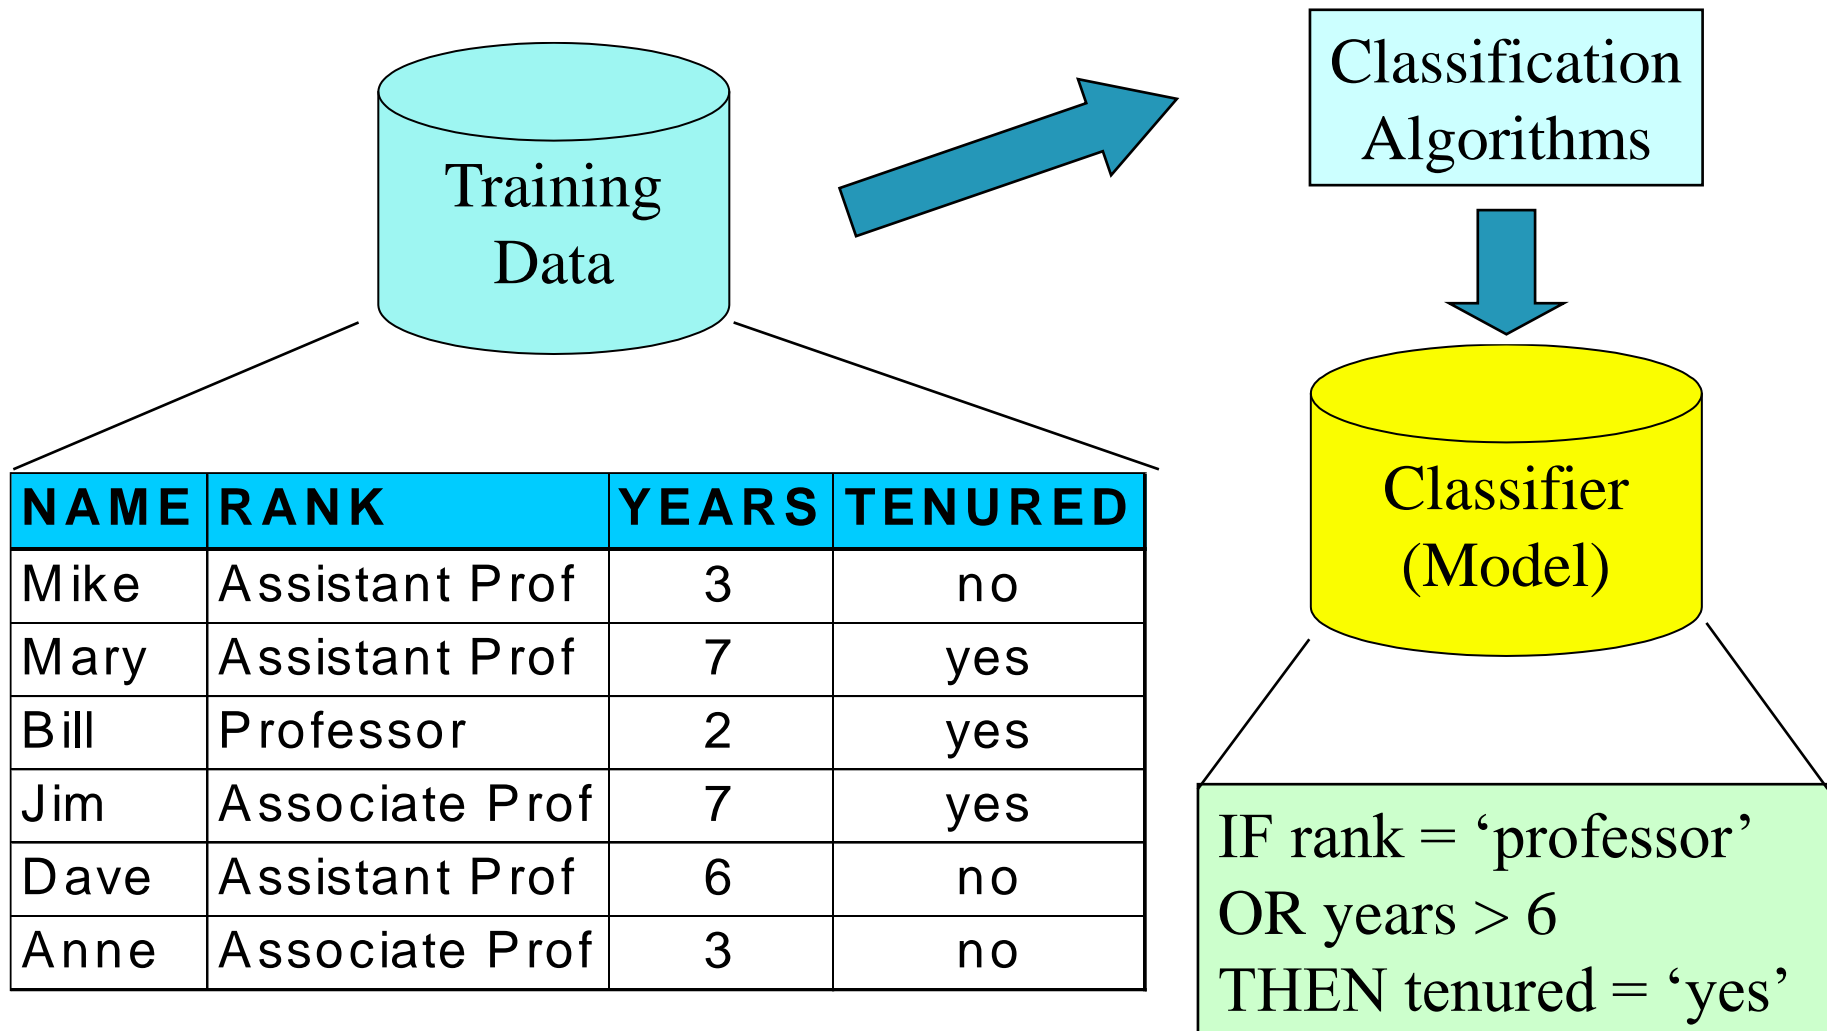 Training
Data
Classification
Algorithms
NAME RANK YEARS TENURED
Mike Assistant Prof 3 no
Mary Assistant Prof 7 yes
Bill Professor 2 yes
Jim Associate Prof 7 yes
Dave Assistant Prof 6 no
Anne Associate Prof 3 no
Classifier
(Model)
IF rank = ‘professor’
OR years > 6
THEN tenured = ‘yes’